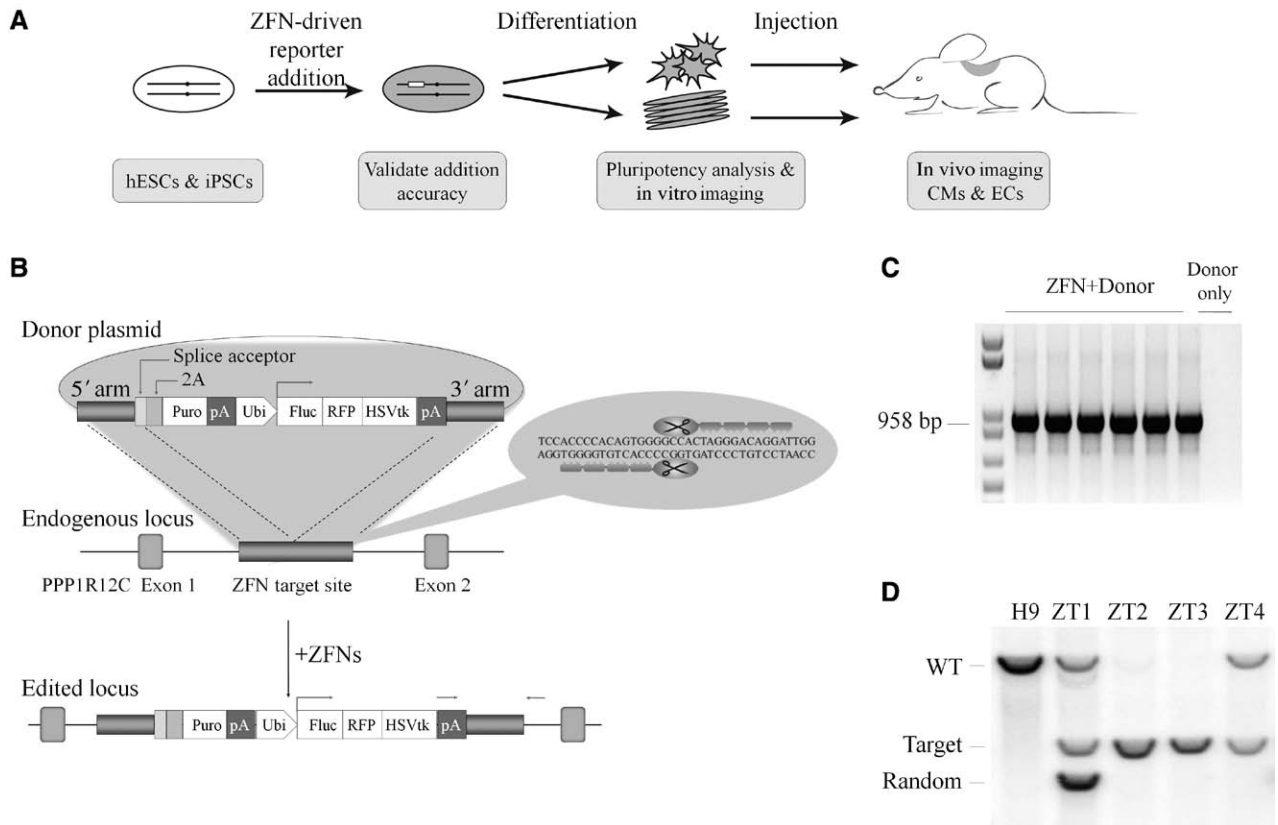 A
ZFN-driven
reporter
addition
Differentiation
Injection
hESCs & iPSCs
Validate addition
accuracy
Pluripotency analysis &
in vitro imaging
In vivo imaging
CMs & ECs
B
Donor plasmid
Splice acceptor
2A
5′ arm
3′ arm
Puro pA Ubi Fluc RFP HSVtk pA
TCCACCCCACAGTGGGGCCACTAGGGACAGGATTGG
AGGTGGGGTGTCACCCCGGTGATCCCTGTCCTAACC
Endogenous locus
PPP1R12C Exon 1 ZFN target site Exon 2
+ZFNs
Edited locus
Puro pA Ubi Fluc RFP HSVtk pA
C
ZFN+Donor
Donor
only
958 bp
D
H9 ZT1 ZT2 ZT3 ZT4
WT
Target
Random